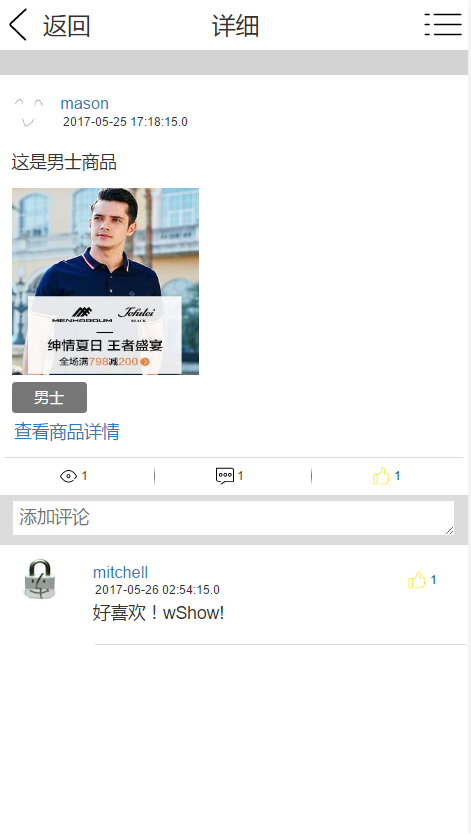 返回
详细
mason
2017-05-25 17:18:15.0
这是男士商品
MENHARDUM
Jefulei
BLACK
绅情夏日 王者盛宴
全场满798减200
男士
查看商品详情
1
1
1
添加评论
mitchell
1
2017-05-26 02:54:15.0
好喜欢！wShow!